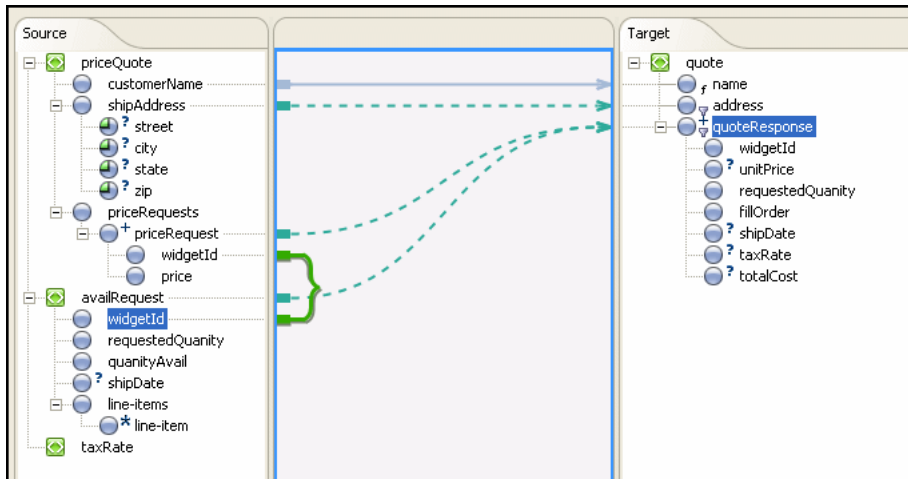 Source
priceQuote
customerName
shipAddress
? street
? city
? state
? zip
priceRequests
+ priceRequest
widgetId
price
availRequest
widgetId
requestedQuanity
quanityAvail
? shipDate
line-items
* line-item
taxRate
Target
quote
f name
address
+ quoteResponse
widgetId
? unitPrice
requestedQuanity
fillOrder
? shipDate
? taxRate
? totalCost